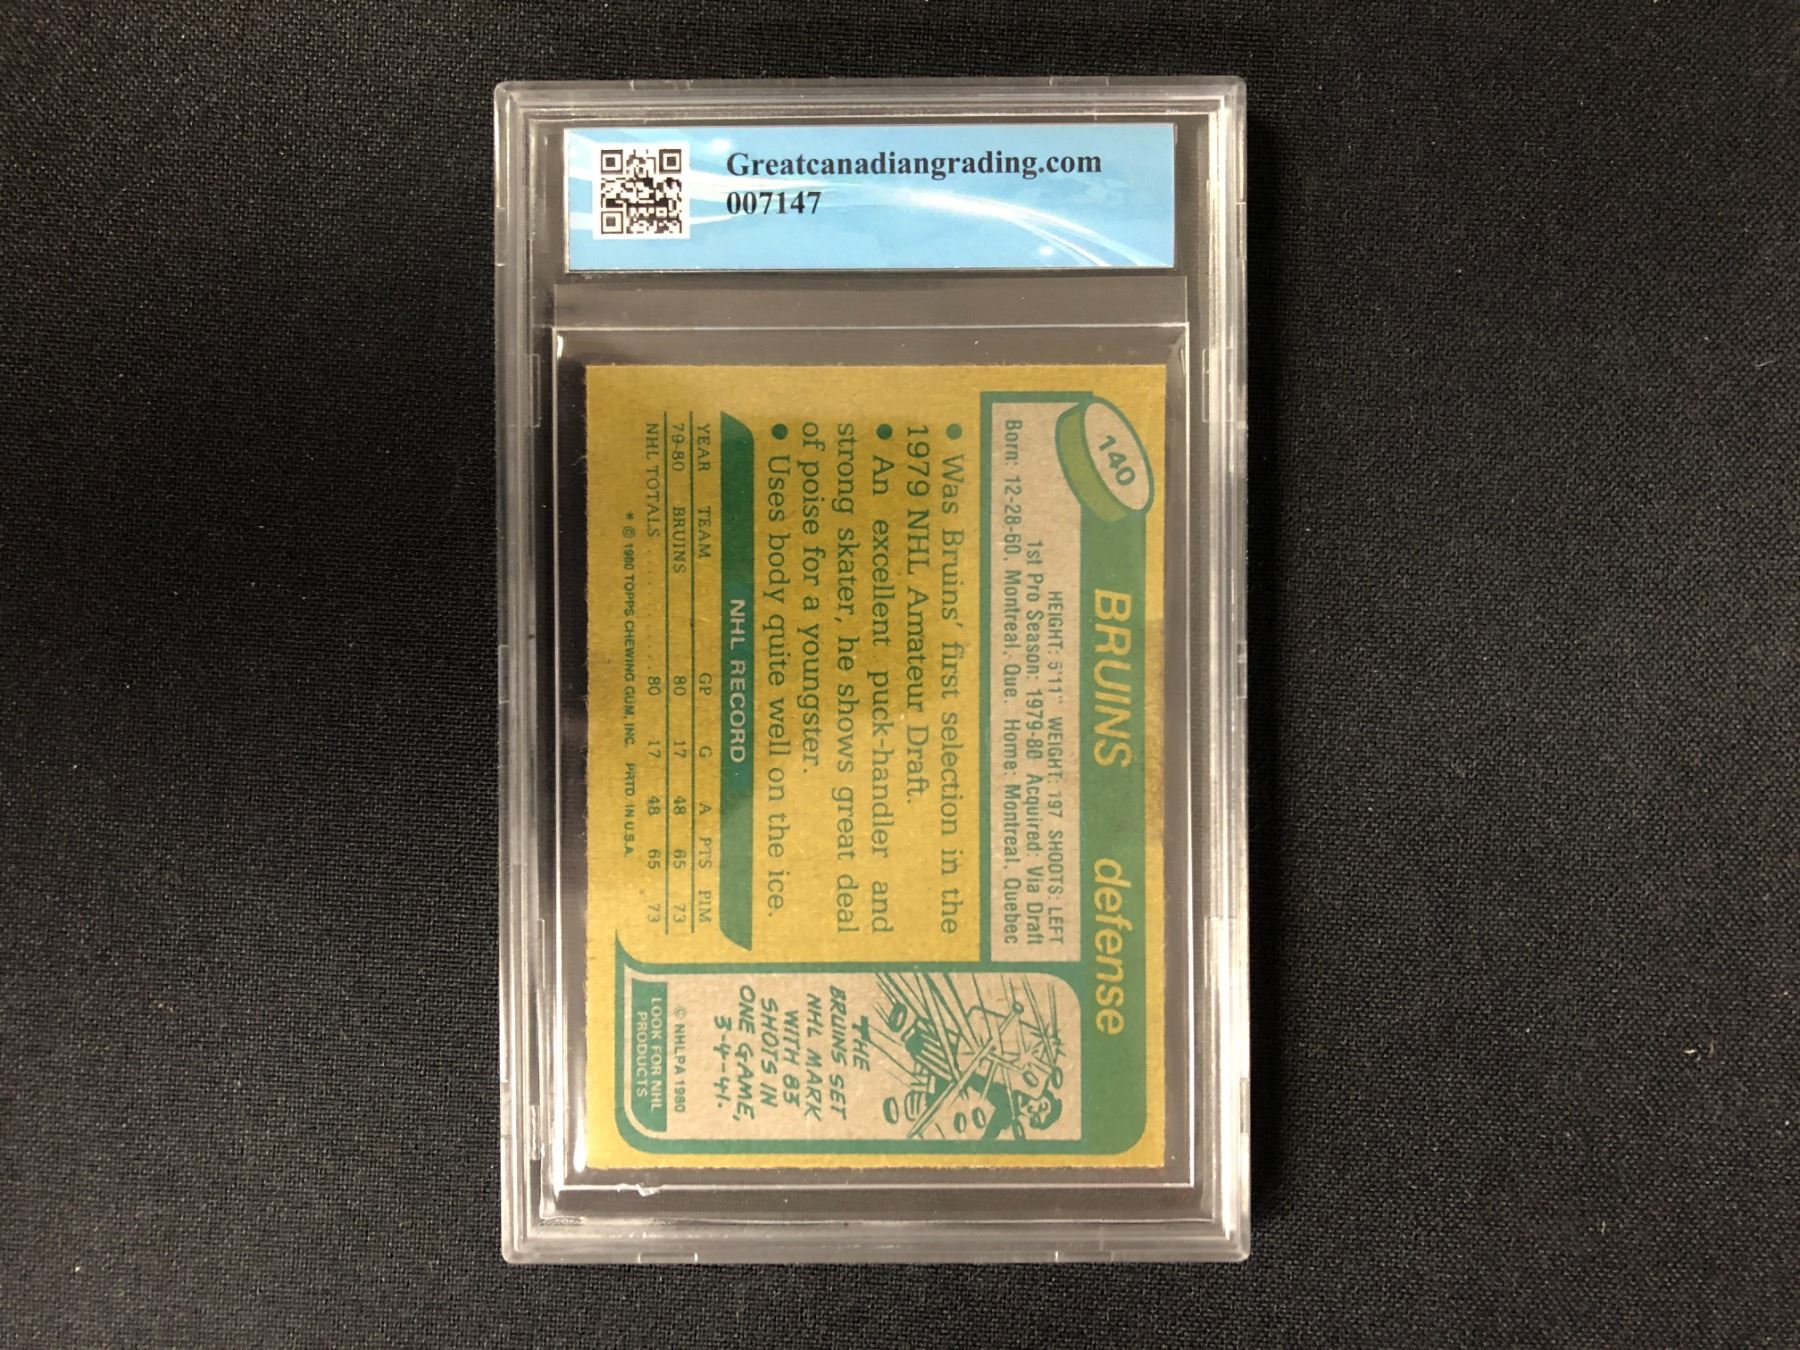 Greatcanadiangrading.com
007147
140
BRUINS defense
HEIGHT: 5'11" WEIGHT: 197 SHOOTS: LEFT
1st Pro Season: 1979-80 Acquired: Via Draft
Born: 12-28-60, Montreal, Que. Home: Montreal, Quebec
• Was Bruins' first selection in the
1979 NHL Amateur Draft.
• An excellent puck-handler and
strong skater, he shows great deal
of poise for a youngster.
• Uses body quite well on the ice.
NHL RECORD
YEAR TEAM GP G A PTS PIM
79-80 BRUINS 80 17 48 65 73
NHL TOTALS ........... 80 17 48 65 73
* © 1980 TOPPS CHEWING GUM, INC. PRTD. IN U.S.A.
THE
BRUINS SET
NHL MARK
WITH 83
SHOTS IN
ONE GAME,
3-4-41.
© NHLPA 1980
LOOK FOR NHL
PRODUCTS